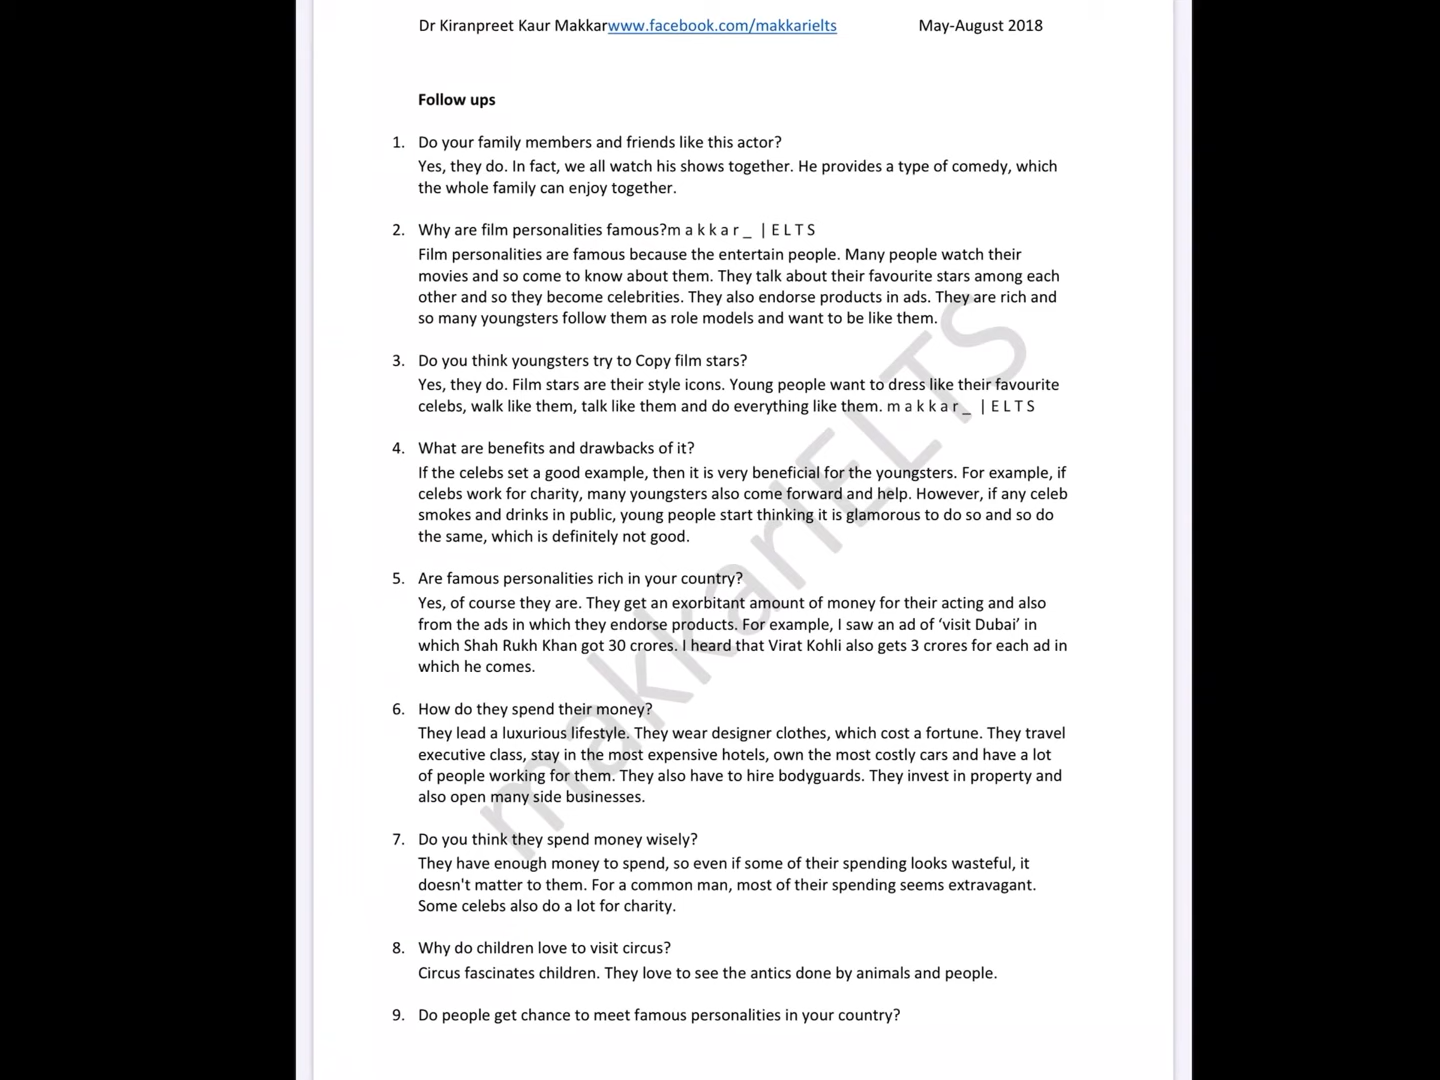 Dr Kiranpreet Kaur Makkarwww.facebook.com/makkarielts May-August 2018
Follow ups
1. Do your family members and friends like this actor?
Yes, they do. In fact, we all watch his shows together. He provides a type of comedy, which
the whole family can enjoy together.
2. Why are film personalities famous?m a k k a r _ | E L T S
Film personalities are famous because the entertain people. Many people watch their
movies and so come to know about them. They talk about their favourite stars among each
other and so they become celebrities. They also endorse products in ads. They are rich and
so many youngsters follow them as role models and want to be like them.
3. Do you think youngsters try to Copy film stars?
Yes, they do. Film stars are their style icons. Young people want to dress like their favourite
celebs, walk like them, talk like them and do everything like them. m a k k a r _ | E L T S
4. What are benefits and drawbacks of it?
If the celebs set a good example, then it is very beneficial for the youngsters. For example, if
celebs work for charity, many youngsters also come forward and help. However, if any celeb
smokes and drinks in public, young people start thinking it is glamorous to do so and so do
the same, which is definitely not good.
5. Are famous personalities rich in your country?
Yes, of course they are. They get an exorbitant amount of money for their acting and also
from the ads in which they endorse products. For example, I saw an ad of ‘visit Dubai’ in
which Shah Rukh Khan got 30 crores. I heard that Virat Kohli also gets 3 crores for each ad in
which he comes.
6. How do they spend their money?
They lead a luxurious lifestyle. They wear designer clothes, which cost a fortune. They travel
executive class, stay in the most expensive hotels, own the most costly cars and have a lot
of people working for them. They also have to hire bodyguards. They invest in property and
also open many side businesses.
7. Do you think they spend money wisely?
They have enough money to spend, so even if some of their spending looks wasteful, it
doesn't matter to them. For a common man, most of their spending seems extravagant.
Some celebs also do a lot for charity.
8. Why do children love to visit circus?
Circus fascinates children. They love to see the antics done by animals and people.
9. Do people get chance to meet famous personalities in your country?
makkarIELTS